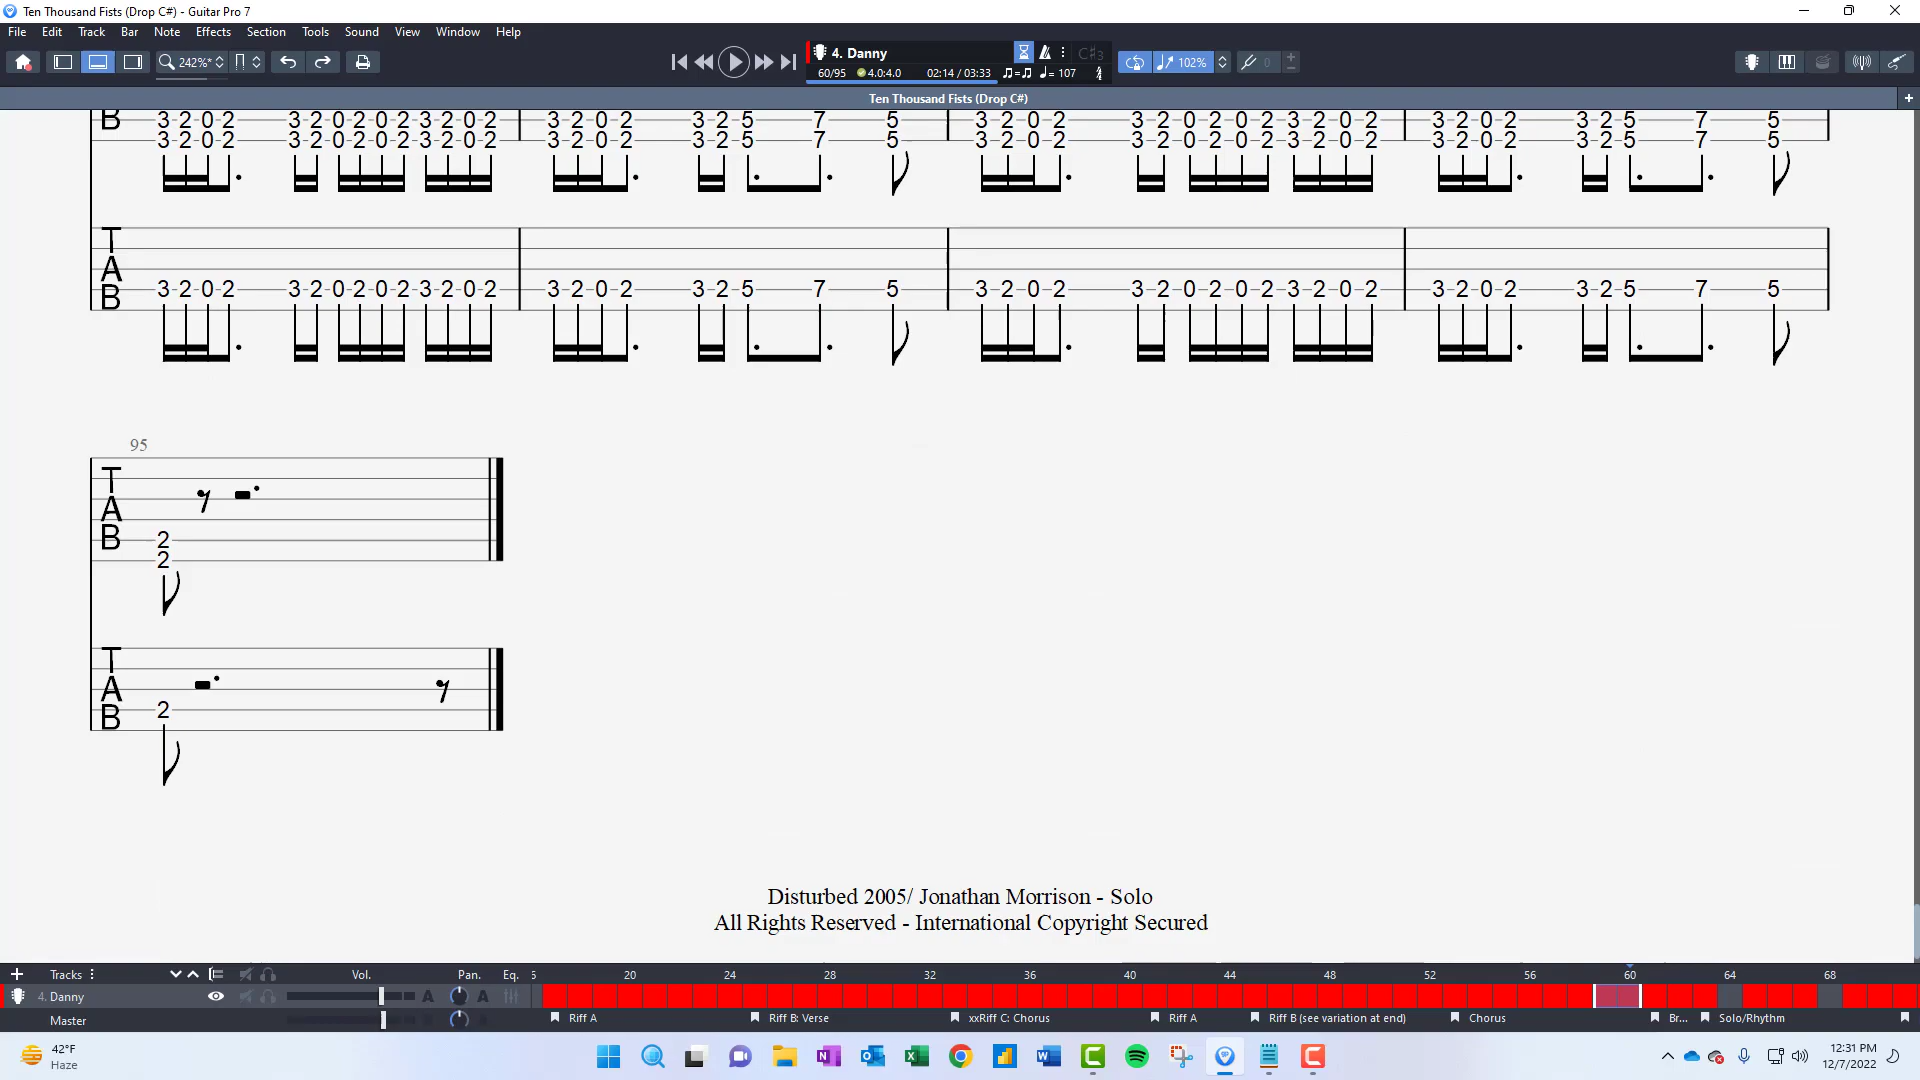 Ten Thousand Fists (Drop C#) - Guitar Pro 7
File Edit Track Bar Note Effects Section Tools Sound View Window Help
242%*
4. Danny
60/95 4.0:4.0 02:14 / 03:33 = 107
C#3
102%
0
Ten Thousand Fists (Drop C#)
B 3 2 0 2 3 2 0 2 0 2 3 2 0 2 3 2 0 2 3 2 5 7 5 3 2 0 2 3 2 0 2 0 2 3 2 0 2 3 2 0 2 3 2 5 7 5
3 2 0 2 3 2 0 2 0 2 3 2 0 2 3 2 0 2 3 2 5 7 5 3 2 0 2 3 2 0 2 0 2 3 2 0 2 3 2 0 2 3 2 5 7 5
T
A
B 3 2 0 2 3 2 0 2 0 2 3 2 0 2 3 2 0 2 3 2 5 7 5 3 2 0 2 3 2 0 2 0 2 3 2 0 2 3 2 0 2 3 2 5 7 5
95
T
A
B 2
2
T
A
B 2
Disturbed 2005/ Jonathan Morrison - Solo
All Rights Reserved - International Copyright Secured
Tracks Vol. Pan. Eq. 20 24 28 32 36 40 44 48 52 56 60 64 68
4. Danny A A
Master Riff A Riff B: Verse xxRiff C: Chorus Riff A Riff B (see variation at end) Chorus Br... Solo/Rhythm
42°F
Haze
12:31 PM
12/7/2022